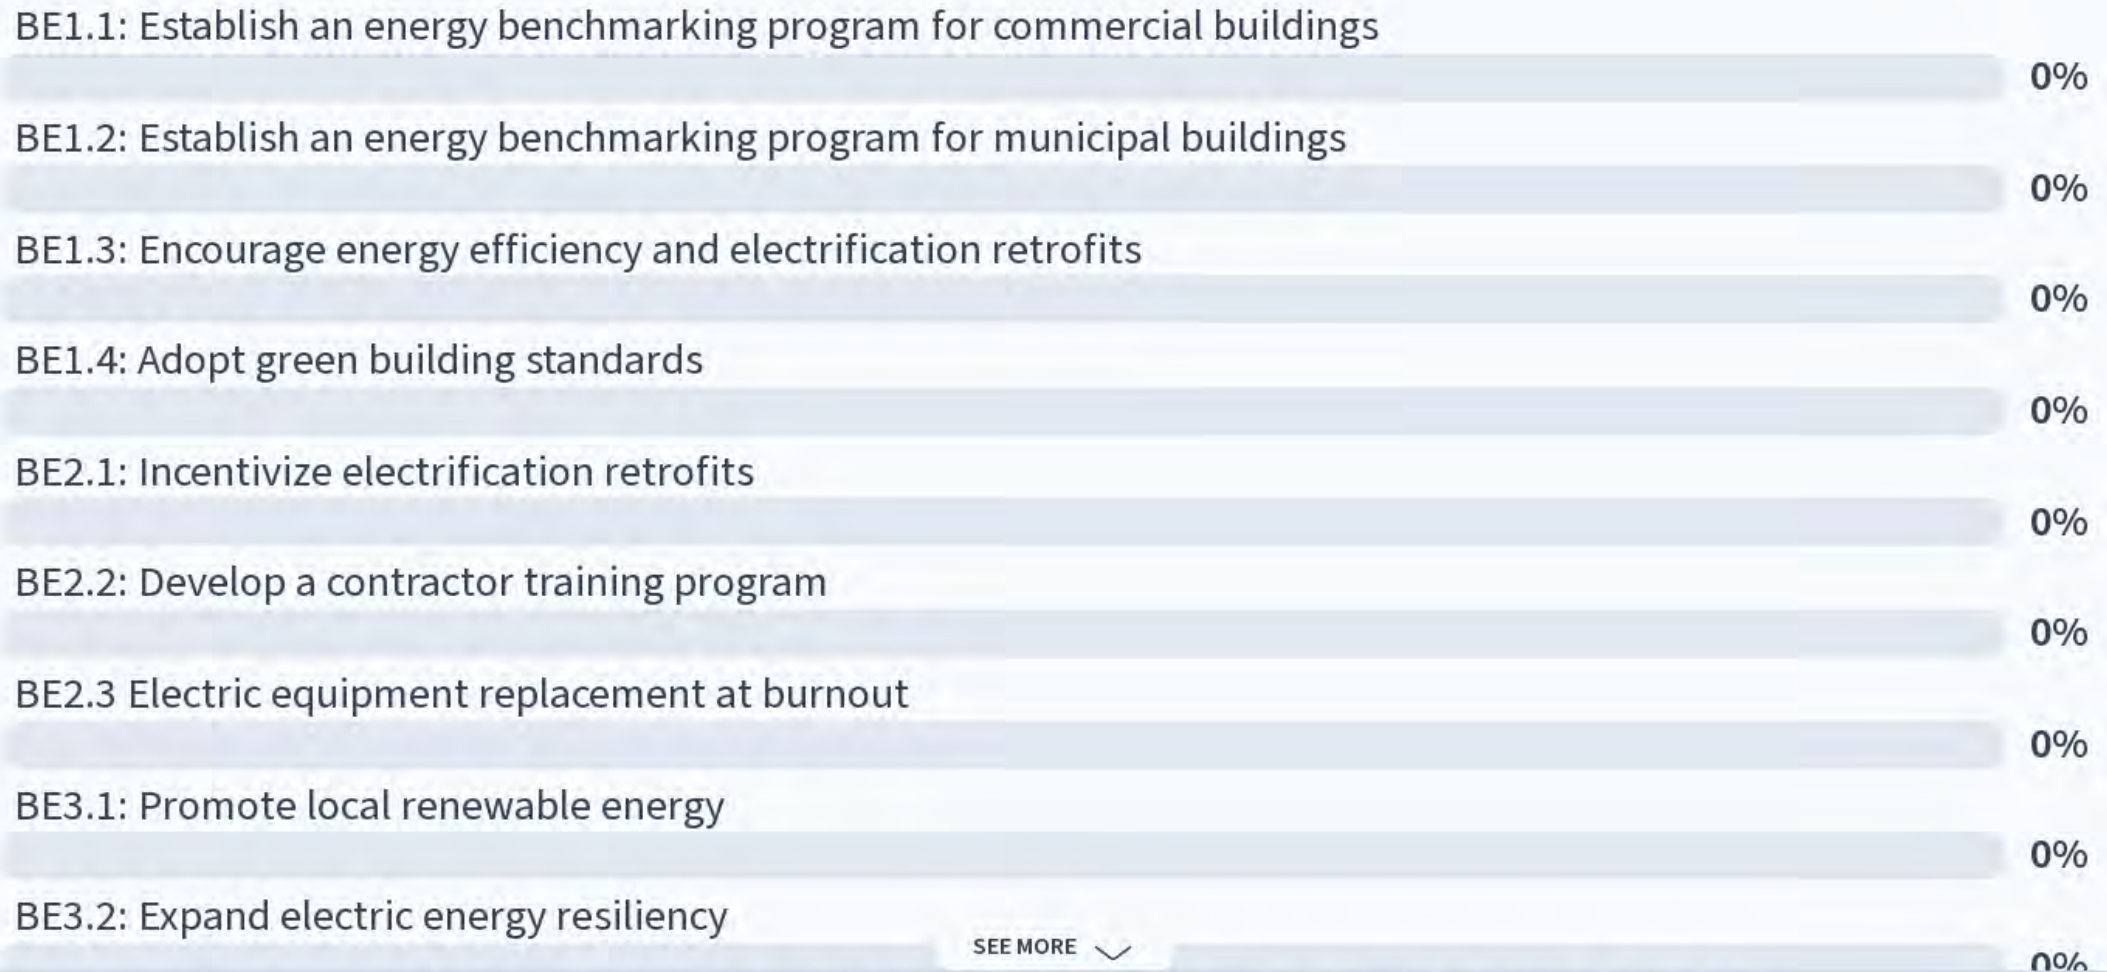 BE1.1: Establish an energy benchmarking program for commercial buildings
0%
BE1.2: Establish an energy benchmarking program for municipal buildings
0%
BE1.3: Encourage energy efficiency and electrification retrofits
0%
BE1.4: Adopt green building standards
0%
BE2.1: Incentivize electrification retrofits
0%
BE2.2: Develop a contractor training program
0%
BE2.3 Electric equipment replacement at burnout
0%
BE3.1: Promote local renewable energy
0%
BE3.2: Expand electric energy resiliency
SEE MORE
0%